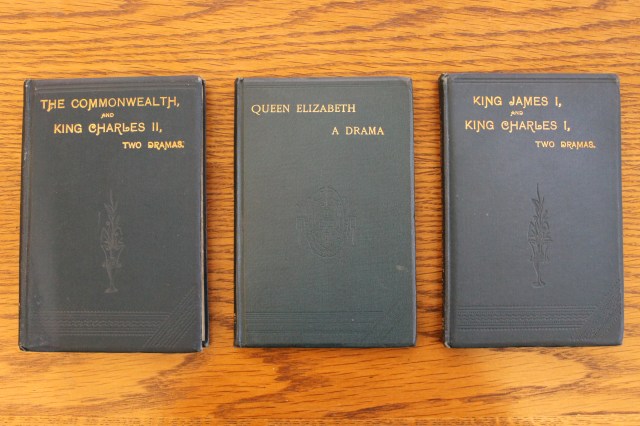 THE COMMONWEALTH,
AND
KING CHARLES II,
TWO DRAMAS.
QUEEN ELIZABETH
A DRAMA
KING JAMES I,
AND
KING CHARLES I,
TWO DRAMAS.